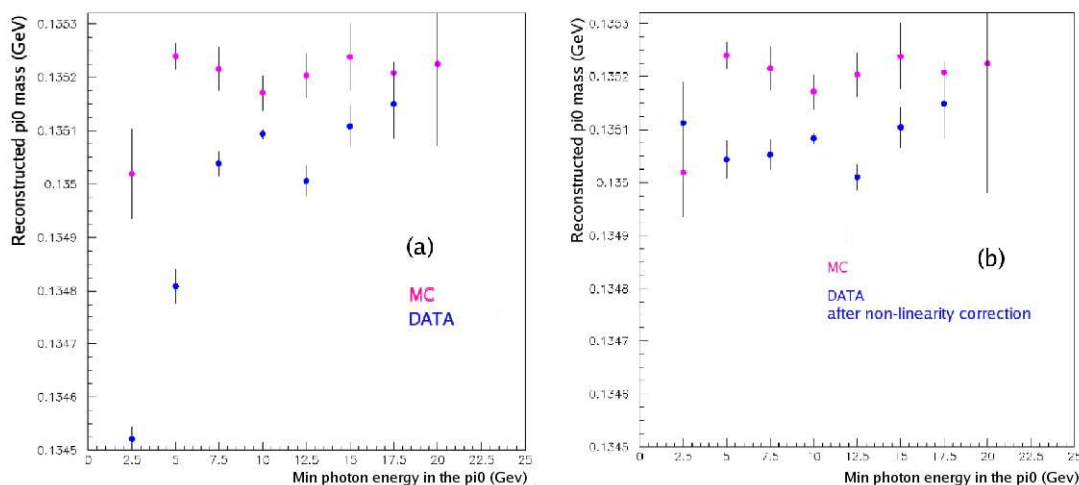 Reconstructed pi0 mass (GeV)
0.1353
0.1352
0.1351
0.135
0.1349
0.1348
0.1347
0.1346
0.1345
0 2.5 5 7.5 10 12.5 15 17.5 20 22.5 25
Min photon energy in the pi0 (Gev)
(a)
MC
DATA
Reconstructed pi0 mass (GeV)
0.1353
0.1352
0.1351
0.135
0.1349
0.1348
0.1347
0.1346
0.1345
0 2.5 5 7.5 10 12.5 15 17.5 20 22.5 25
Min photon energy in the pi0 (Gev)
(b)
MC
DATA
after non-linearity correction